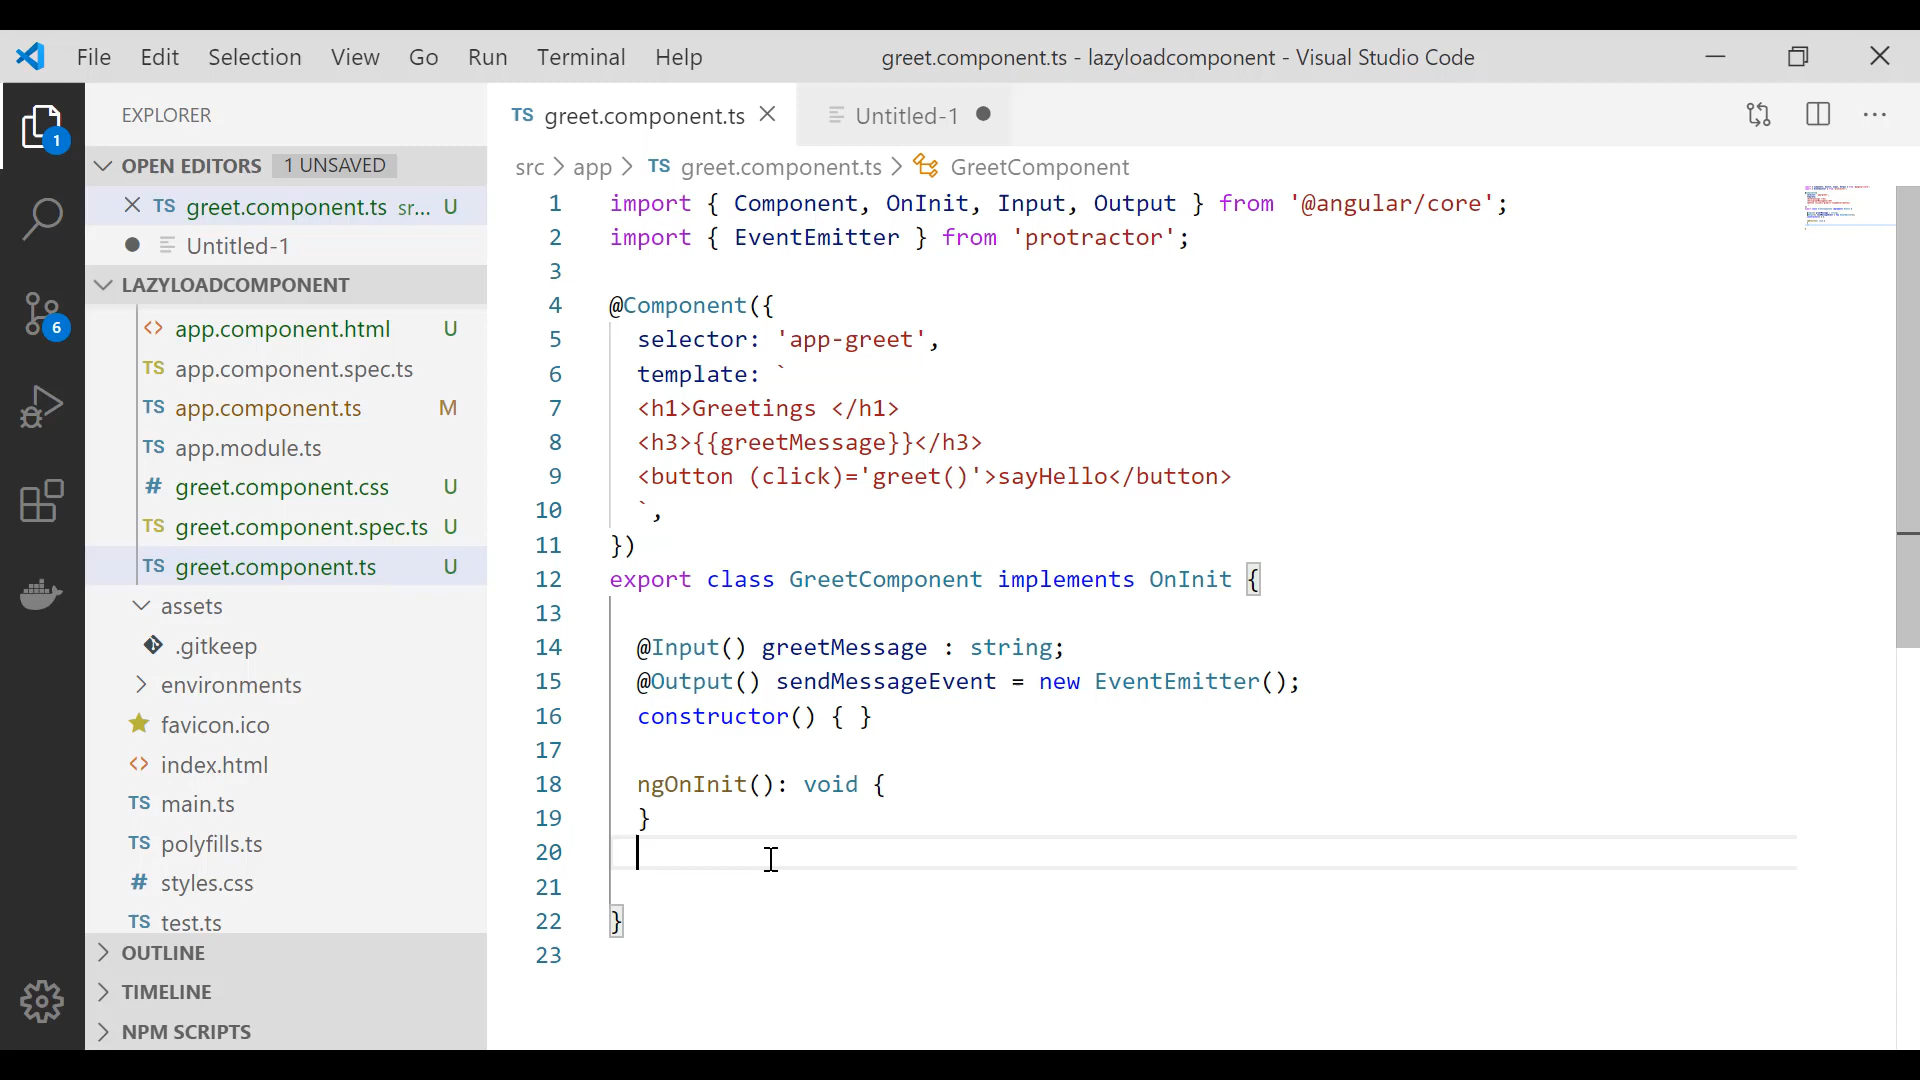 File Edit Selection View Go Run Terminal Help greet.component.ts - lazyloadcomponent - Visual Studio Code
EXPLORER
1
OPEN EDITORS 1 UNSAVED
TS greet.component.ts sr... U
Untitled-1
LAZYLOADCOMPONENT
6
<> app.component.html U
TS app.component.spec.ts
TS app.component.ts M
TS app.module.ts
# greet.component.css U
TS greet.component.spec.ts U
TS greet.component.ts U
assets
.gitkeep
environments
favicon.ico
<> index.html
TS main.ts
TS polyfills.ts
# styles.css
TS test.ts
OUTLINE
TIMELINE
NPM SCRIPTS
TS greet.component.ts Untitled-1
src > app > TS greet.component.ts > GreetComponent
1 import { Component, OnInit, Input, Output } from '@angular/core';
2 import { EventEmitter } from 'protractor';
3
4 @Component({
5 selector: 'app-greet',
6 template: `
7 <h1>Greetings </h1>
8 <h3>{{greetMessage}}</h3>
9 <button (click)='greet()'>sayHello</button>
10 `,
11 })
12 export class GreetComponent implements OnInit {
13
14 @Input() greetMessage : string;
15 @Output() sendMessageEvent = new EventEmitter();
16 constructor() { }
17
18 ngOnInit(): void {
19 }
20
21
22 }
23